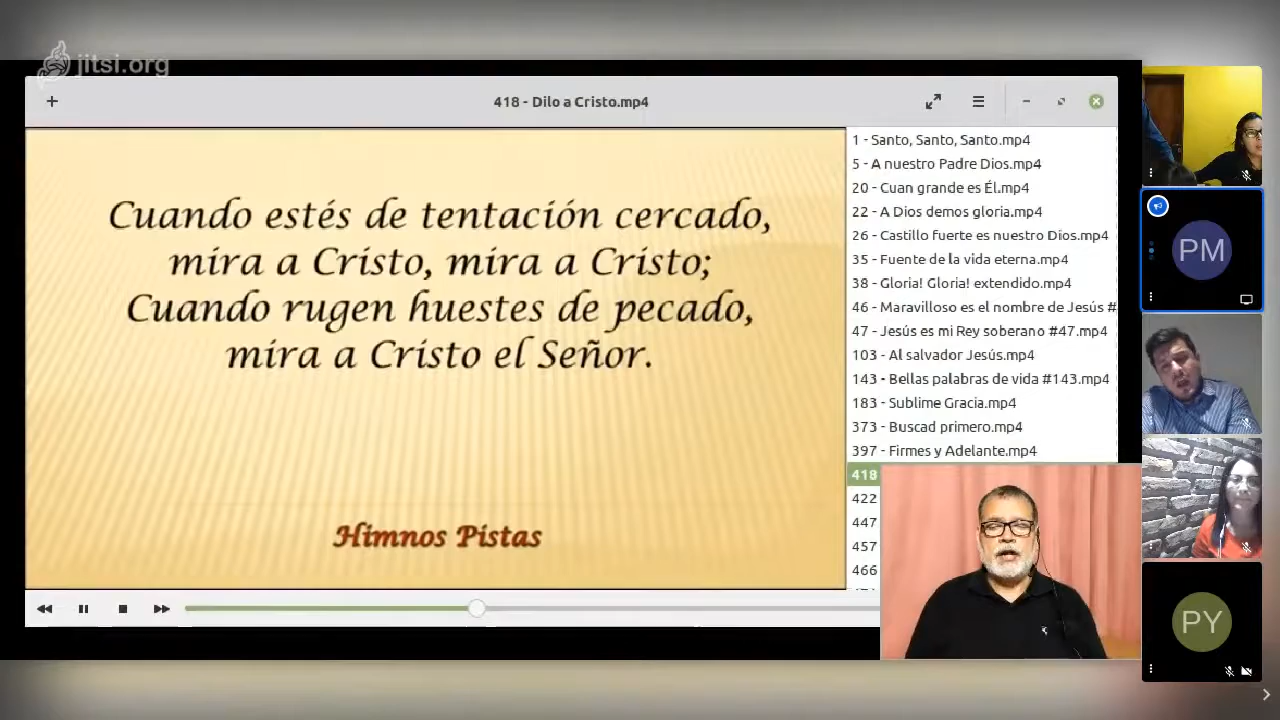 jitsi.org
418 - Dilo a Cristo.mp4
Cuando estés de tentación cercado,
mira a Cristo, mira a Cristo;
Cuando rugen huestes de pecado,
mira a Cristo el Señor.
Himnos Pistas
1 - Santo, Santo, Santo.mp4
5 - A nuestro Padre Dios.mp4
20 - Cuan grande es Él.mp4
22 - A Dios demos gloria.mp4
26 - Castillo fuerte es nuestro Dios.mp4
35 - Fuente de la vida eterna.mp4
38 - Gloria! Gloria! extendido.mp4
46 - Maravilloso es el nombre de Jesús #
47 - Jesús es mi Rey soberano #47.mp4
103 - Al salvador Jesús.mp4
143 - Bellas palabras de vida #143.mp4
183 - Sublime Gracia.mp4
373 - Buscad primero.mp4
397 - Firmes y Adelante.mp4
418
422
447
457
466
PM
PY